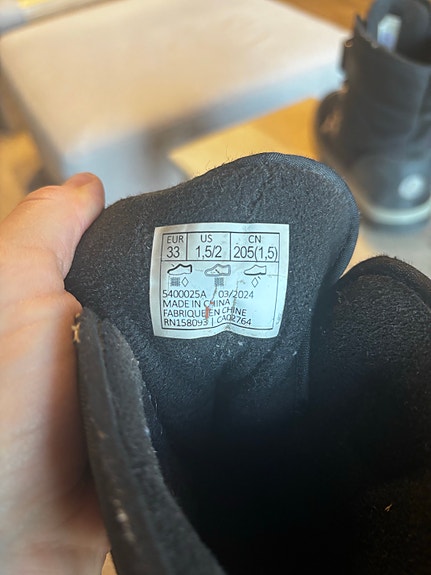 EUR US CN
33 1,5/2 205(1,5)
5400025A / 03/2024
MADE IN CHINA
FABRIQUE EN CHINE
RN158093 | CA02764